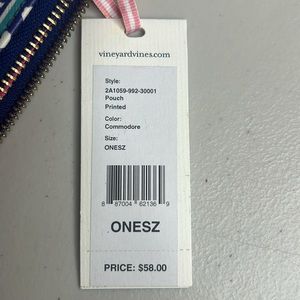 vineyardvines.com
Style:
2A1059-992-30001
Pouch
Printed
Color:
Commodore
Size:
ONESZ
8 87004 62136 9
ONESZ
PRICE: $58.00